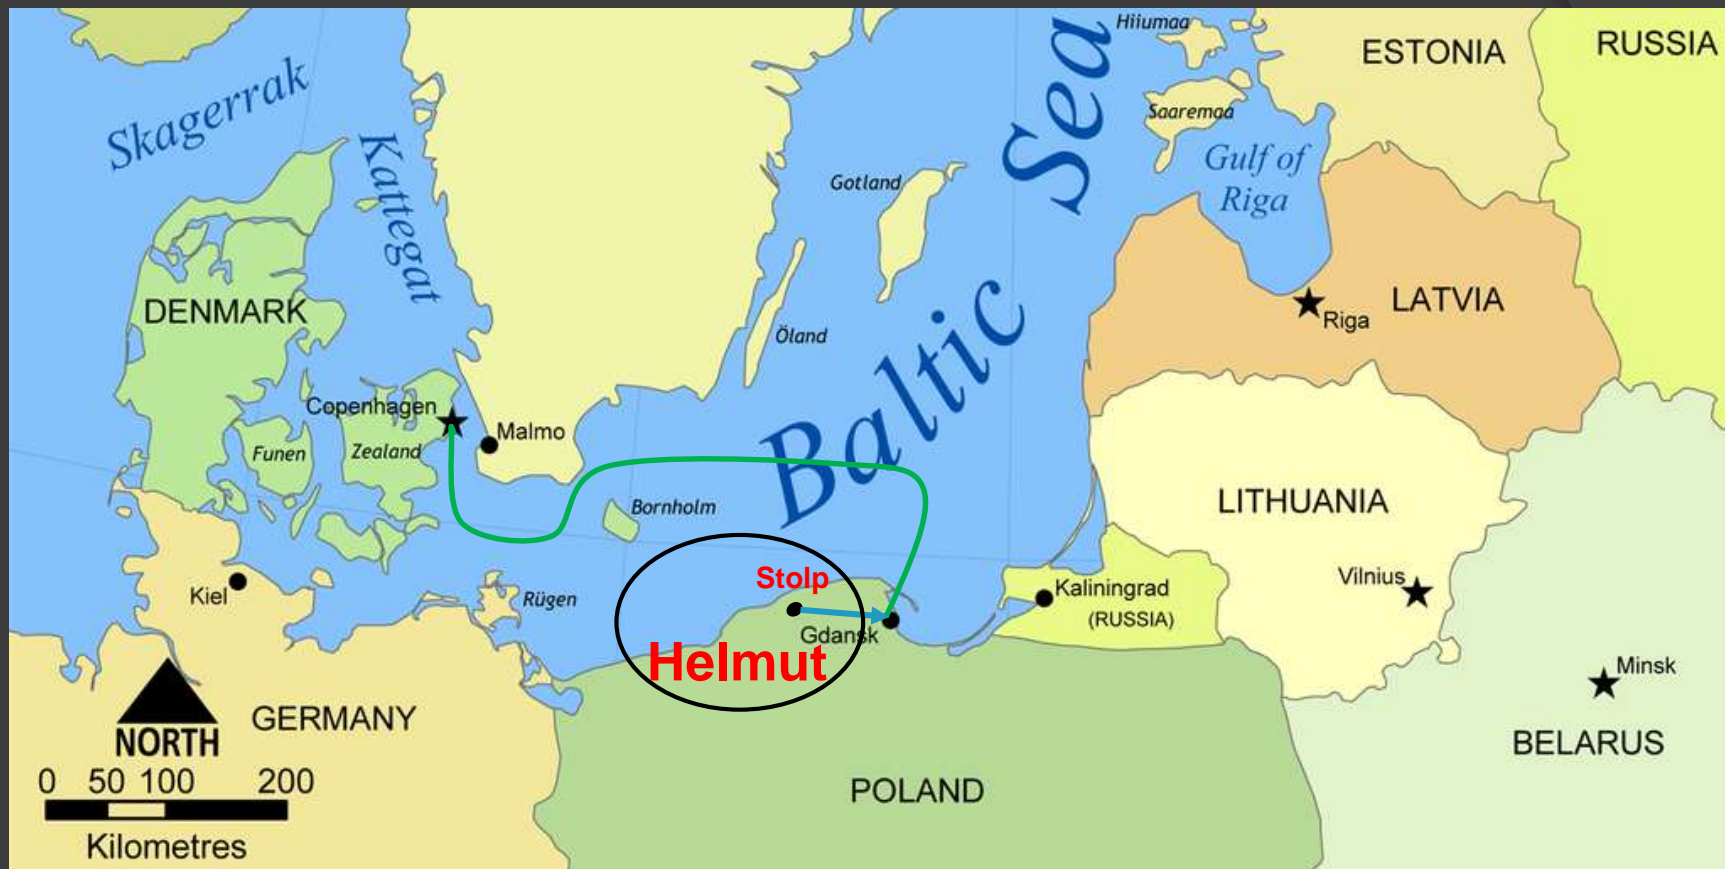 Hiiumaa
ESTONIA
RUSSIA
Skagerrak
Kattegat
Saaremaa
Gulf of
Riga
Gotland
Baltic Sea
DENMARK
LATVIA
Riga
Öland
Copenhagen
Malmo
Funen
Zealand
Bornholm
LITHUANIA
Stolp
Kiel
Rügen
Kaliningrad
(RUSSIA)
Vilnius
Gdansk
Helmut
Minsk
NORTH
GERMANY
BELARUS
POLAND
0 50 100 200
Kilometres